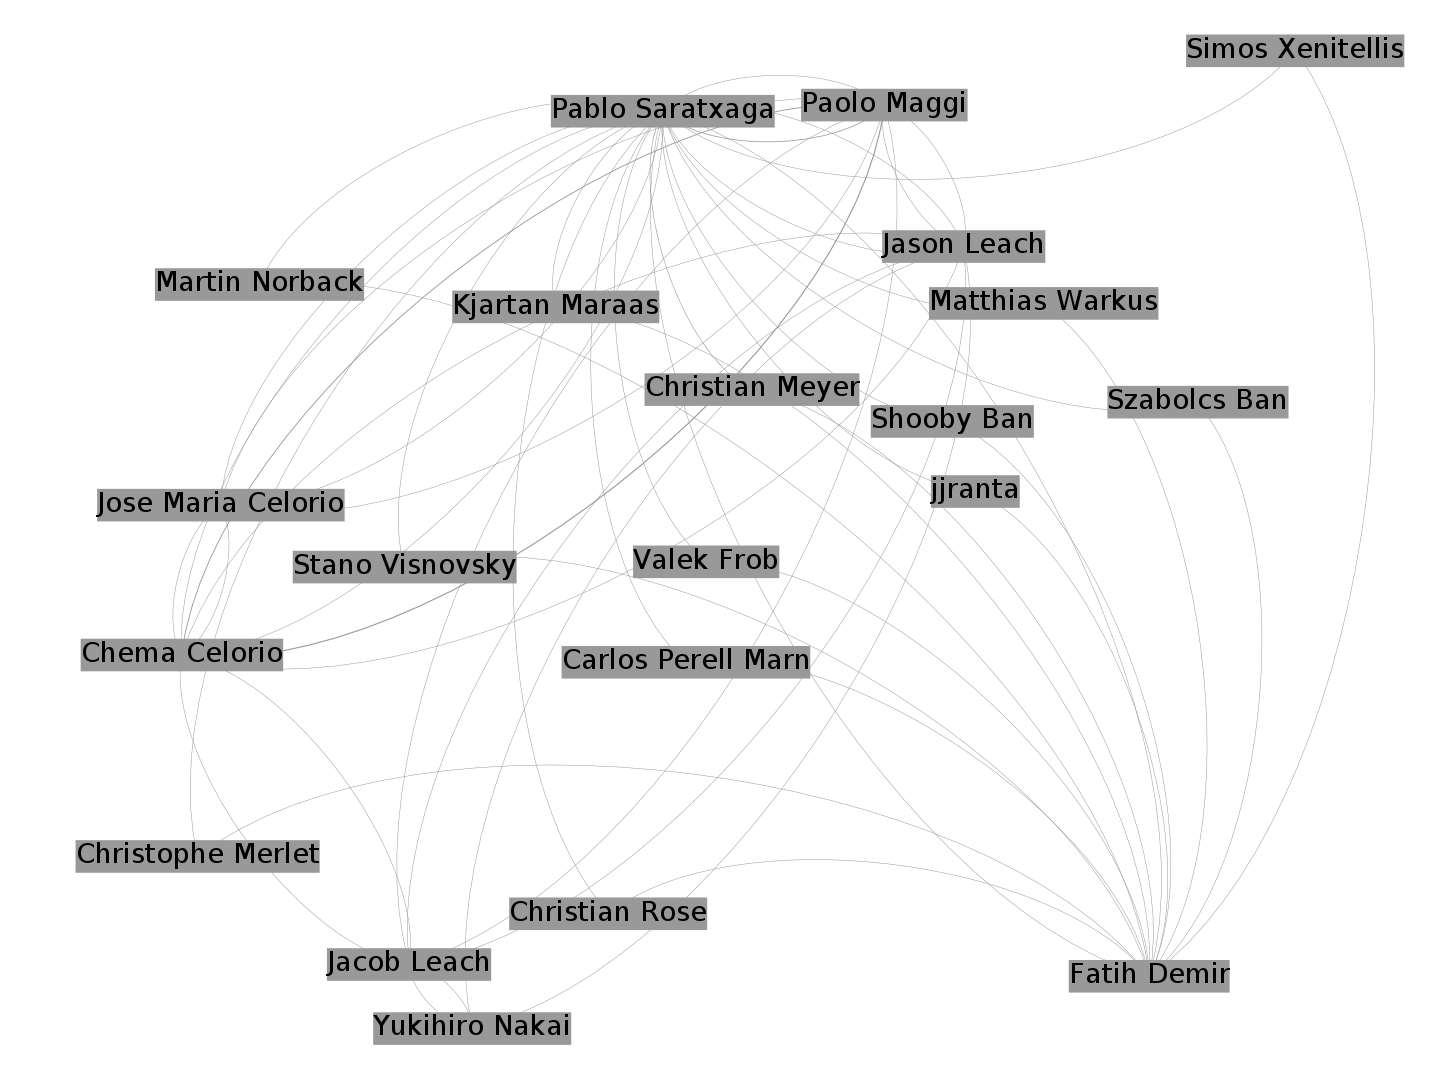 Simos Xenitellis
Pablo Saratxaga
Paolo Maggi
Jason Leach
Martin Norback
Kjartan Maraas
Matthias Warkus
Christian Meyer
Szabolcs Ban
Shooby Ban
jjranta
Jose Maria Celorio
Stano Visnovsky
Valek Frob
Chema Celorio
Carlos Perell Marn
Christophe Merlet
Christian Rose
Jacob Leach
Fatih Demir
Yukihiro Nakai